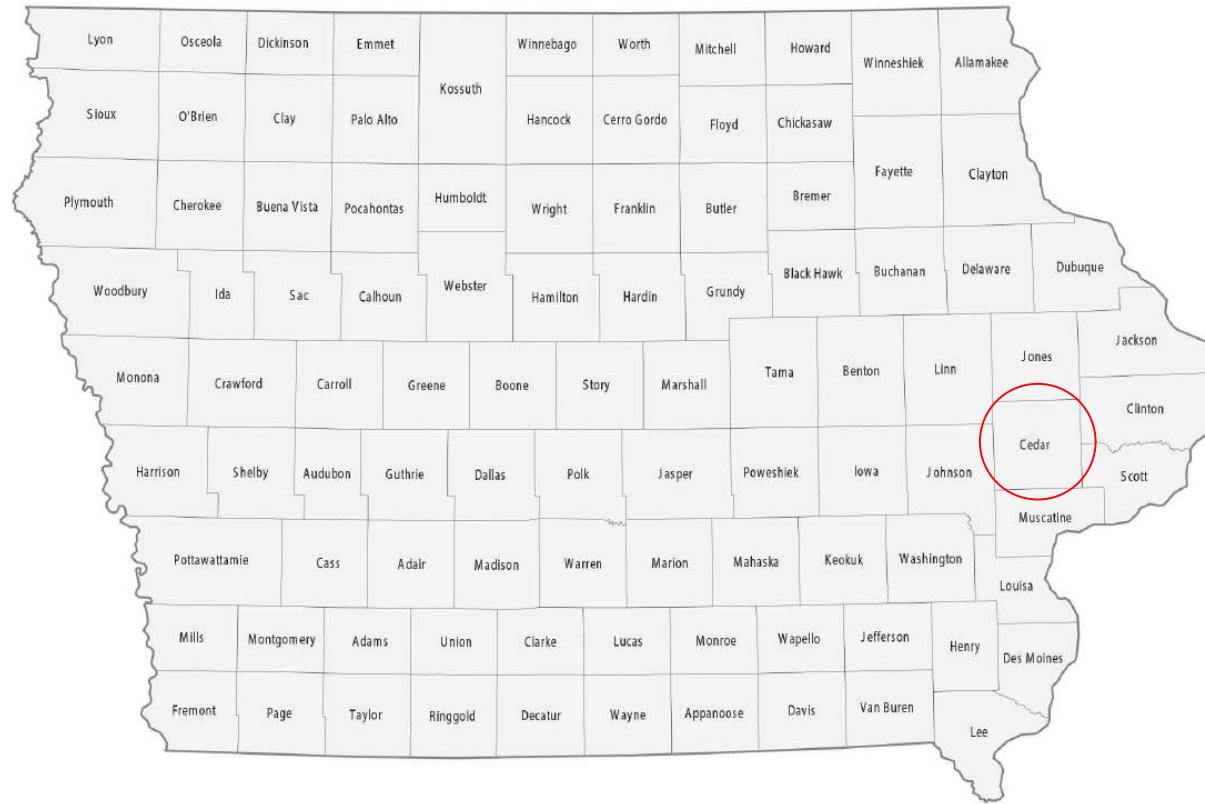 Lyon
Osceola
Dickinson
Emmet
Kossuth
Winnebago
Worth
Mitchell
Howard
Winneshiek
Allamakee
Sioux
O'Brien
Clay
Palo Alto
Hancock
Cerro Gordo
Floyd
Chickasaw
Fayette
Clayton
Plymouth
Cherokee
Buena Vista
Pocahontas
Humboldt
Wright
Franklin
Butler
Bremer
Woodbury
Ida
Sac
Calhoun
Webster
Hamilton
Hardin
Grundy
Black Hawk
Buchanan
Delaware
Dubuque
Monona
Crawford
Carroll
Greene
Boone
Story
Marshall
Tama
Benton
Linn
Jones
Jackson
Clinton
Harrison
Shelby
Audubon
Guthrie
Dallas
Polk
Jasper
Poweshiek
Iowa
Johnson
Cedar
Scott
Muscatine
Pottawattamie
Cass
Adair
Madison
Warren
Marion
Mahaska
Keokuk
Washington
Louisa
Mills
Montgomery
Adams
Union
Clarke
Lucas
Monroe
Wapello
Jefferson
Henry
Des Moines
Fremont
Page
Taylor
Ringgold
Decatur
Wayne
Appanoose
Davis
Van Buren
Lee